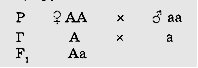 P ♀ AA × ♂ aa
Г A × a
F₁ Aa